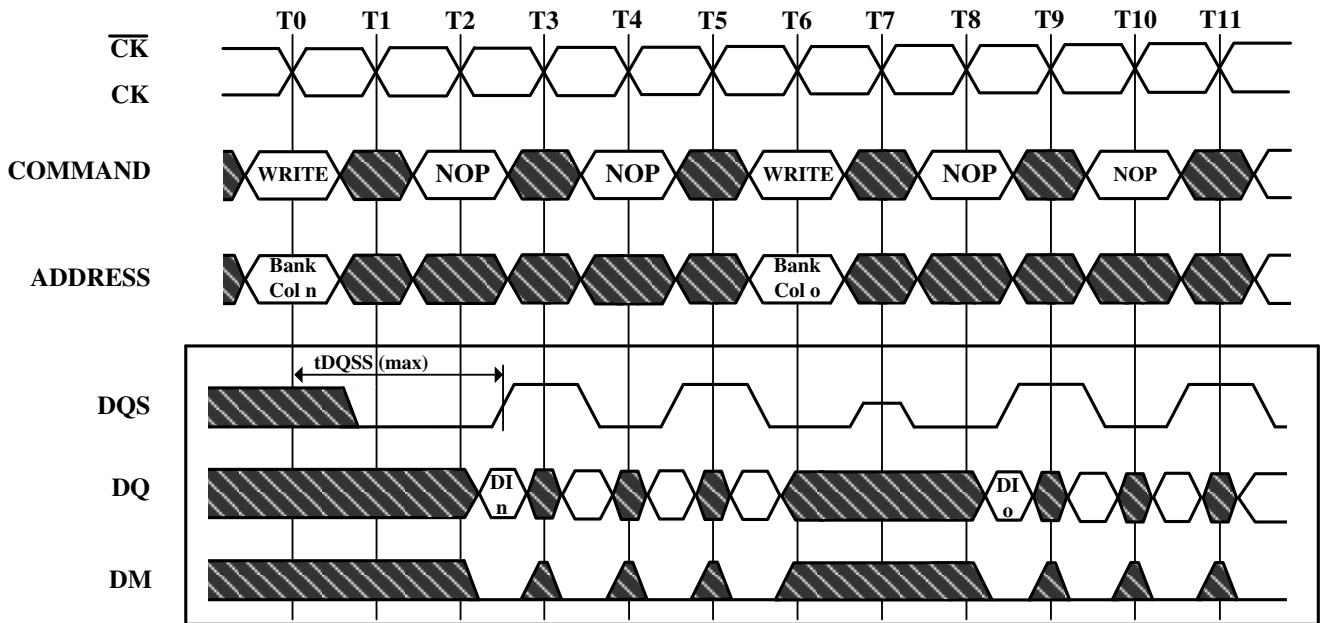 T0 T1 T2 T3 T4 T5 T6 T7 T8 T9 T10 T11
CK
CK
COMMAND WRITE NOP NOP WRITE NOP NOP
ADDRESS Bank Col n Bank Col o
tDQSS (max)
DQS
DQ DI n DI o
DM